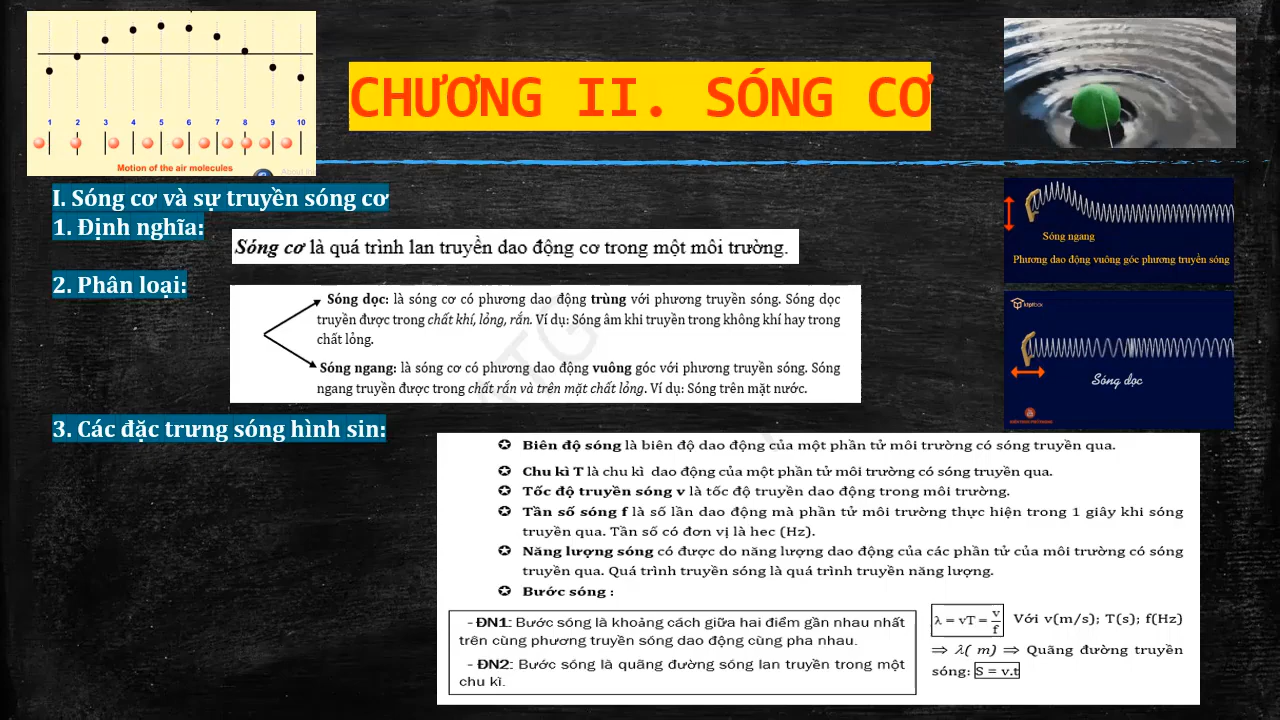 CHƯƠNG II. SÓNG CƠ
1 2 3 4 5 6 7 8 9 10
Motion of the air molecules
I. Sóng cơ và sự truyền sóng cơ
1. Định nghĩa:
Sóng cơ là quá trình lan truyền dao động cơ trong một môi trường.
Sóng ngang
Phương dao động vuông góc phương truyền sóng
2. Phân loại:
Sóng dọc: là sóng cơ có phương dao động trùng với phương truyền sóng. Sóng dọc
truyền được trong chất khí, lỏng, rắn. Ví dụ: Sóng âm khi truyền trong không khí hay trong
chất lỏng.
Sóng ngang: là sóng cơ có phương dao động vuông góc với phương truyền sóng. Sóng
ngang truyền được trong chất rắn và trên mặt chất lỏng. Ví dụ: Sóng trên mặt nước.
Sóng dọc
3. Các đặc trưng sóng hình sin:
✪ Biên độ sóng là biên độ dao động của một phần tử môi trường có sóng truyền qua.
✪ Chu kì T là chu kì dao động của một phần tử môi trường có sóng truyền qua.
✪ Tốc độ truyền sóng v là tốc độ truyền dao động trong môi trường.
✪ Tần số sóng f là số lần dao động mà phần tử môi trường thực hiện trong 1 giây khi sóng
truyền qua. Tần số có đơn vị là hec (Hz).
✪ Năng lượng sóng có được do năng lượng dao động của các phần tử của môi trường có sóng
truyền qua. Quá trình truyền sóng là quá trình truyền năng lượng.
✪ Bước sóng :
- ĐN1: Bước sóng là khoảng cách giữa hai điểm gần nhau nhất
trên cùng phương truyền sóng dao động cùng pha nhau.
- ĐN2: Bước sóng là quãng đường sóng lan truyền trong một
chu kì.
λ = vT = v/f Với v(m/s); T(s); f(Hz)
⇒ λ( m) ⇒ Quãng đường truyền
sóng: S = v.t